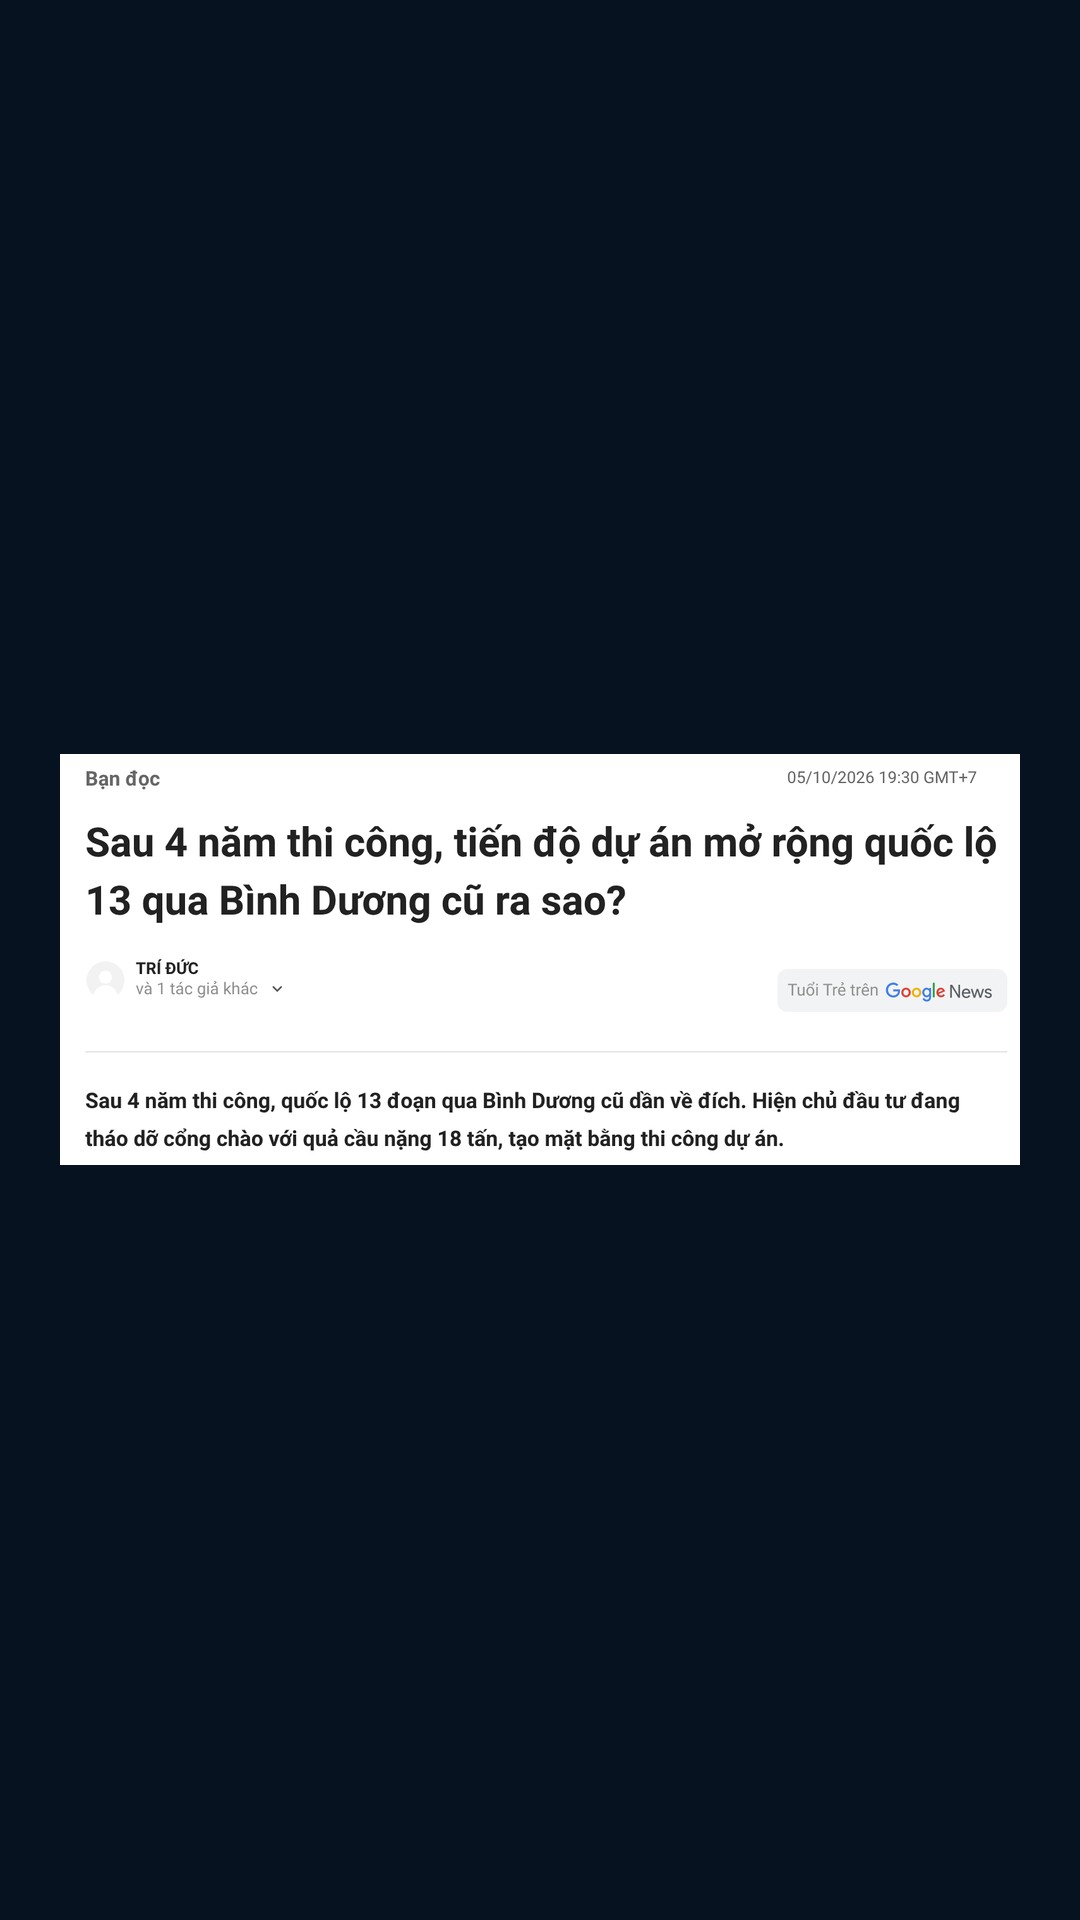 Bạn đọc
05/10/2026 19:30 GMT+7
Sau 4 năm thi công, tiến độ dự án mở rộng quốc lộ
13 qua Bình Dương cũ ra sao?
TRÍ ĐỨC
và 1 tác giả khác
Tuổi Trẻ trên Google News
Sau 4 năm thi công, quốc lộ 13 đoạn qua Bình Dương cũ dần về đích. Hiện chủ đầu tư đang
tháo dỡ cổng chào với quả cầu nặng 18 tấn, tạo mặt bằng thi công dự án.